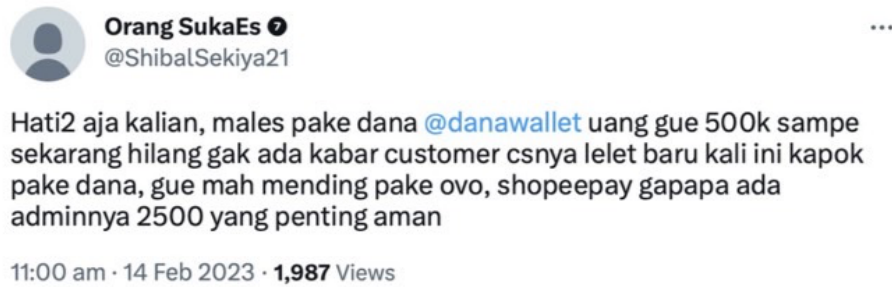 Orang SukaEs 7
@ShibalSekiya21
Hati2 aja kalian, males pake dana @danawallet uang gue 500k sampe
sekarang hilang gak ada kabar customer csnya lelet baru kali ini kapok
pake dana, gue mah mending pake ovo, shopeepay gapapa ada
adminnya 2500 yang penting aman
11:00 am · 14 Feb 2023 · 1,987 Views